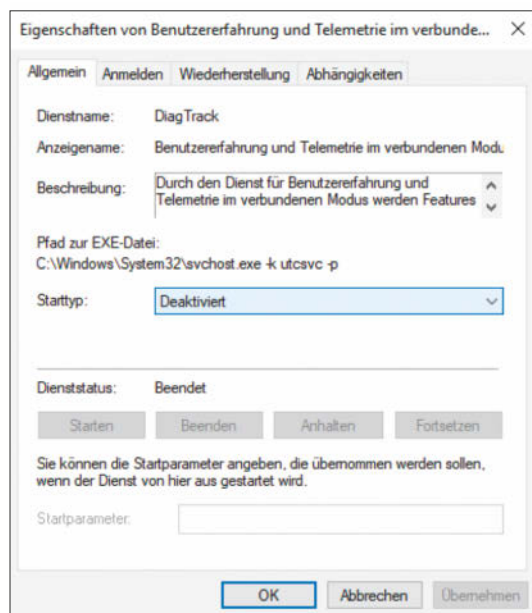 Eigenschaften von Benutzererfahrung und Telemetrie im verbunde...
Allgemein Anmelden Wiederherstellung Abhängigkeiten
Dienstname: DiagTrack
Anzeigename: Benutzererfahrung und Telemetrie im verbundenen Modu
Beschreibung: Durch den Dienst für Benutzererfahrung und
Telemetrie im verbundenen Modus werden Features
Pfad zur EXE-Datei:
C:\Windows\System32\svchost.exe -k utcsvc -p
Starttyp: Deaktiviert
Dienststatus: Beendet
Starten Beenden Anhalten Fortsetzen
Sie können die Startparameter angeben, die übernommen werden sollen,
wenn der Dienst von hier aus gestartet wird.
Startparameter:
OK Abbrechen Übernehmen